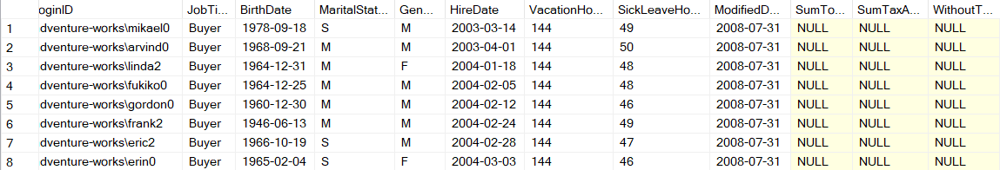 oginID JobTi... BirthDate MaritalStat... Gen... HireDate VacationHo... SickLeaveHo... ModifiedD... SumTo... SumTaxA... WithoutT...
1 dventure-works\mikael0 Buyer 1978-09-18 S M 2003-03-14 144 49 2008-07-31 NULL NULL NULL
2 dventure-works\arvind0 Buyer 1968-09-21 M M 2003-04-01 144 50 2008-07-31 NULL NULL NULL
3 dventure-works\linda2 Buyer 1964-12-31 M F 2004-01-18 144 48 2008-07-31 NULL NULL NULL
4 dventure-works\fukiko0 Buyer 1964-12-25 M M 2004-02-05 144 48 2008-07-31 NULL NULL NULL
5 dventure-works\gordon0 Buyer 1960-12-30 M M 2004-02-12 144 46 2008-07-31 NULL NULL NULL
6 dventure-works\frank2 Buyer 1946-06-13 M M 2004-02-24 144 49 2008-07-31 NULL NULL NULL
7 dventure-works\eric2 Buyer 1966-10-19 S M 2004-02-28 144 47 2008-07-31 NULL NULL NULL
8 dventure-works\erin0 Buyer 1965-02-04 S F 2004-03-03 144 46 2008-07-31 NULL NULL NULL